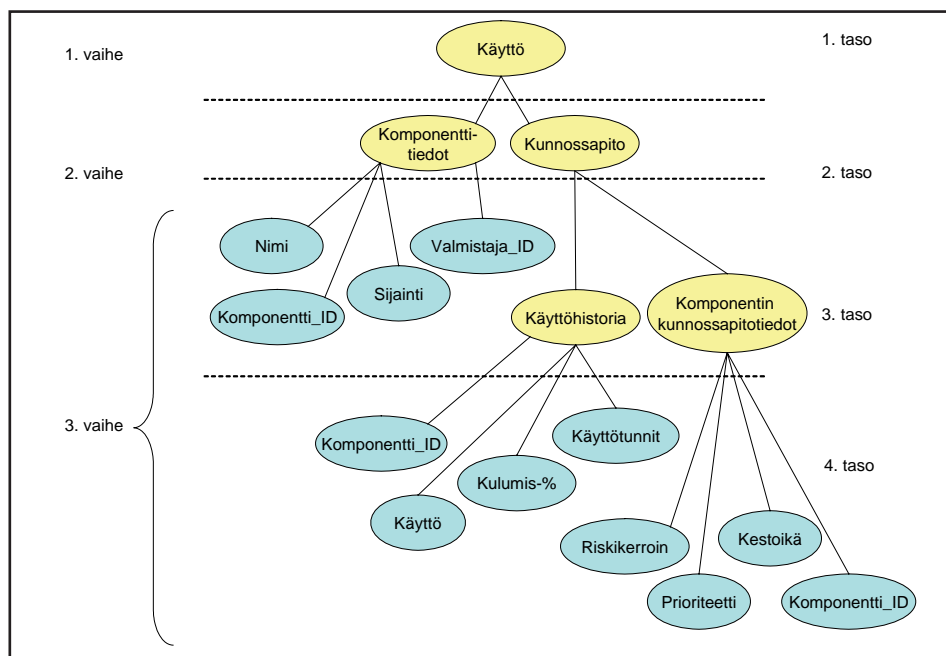 1. vaihe
Käyttö
1. taso
Komponentti-
tiedot
Kunnossapito
2. vaihe
2. taso
Nimi
Valmistaja_ID
Komponentti_ID
Sijainti
Käyttöhistoria
Komponentin
kunnossapitotiedot
3. taso
3. vaihe
Komponentti_ID
Käyttötunnit
Kulumis-%
4. taso
Käyttö
Riskikerroin
Kestoikä
Prioriteetti
Komponentti_ID